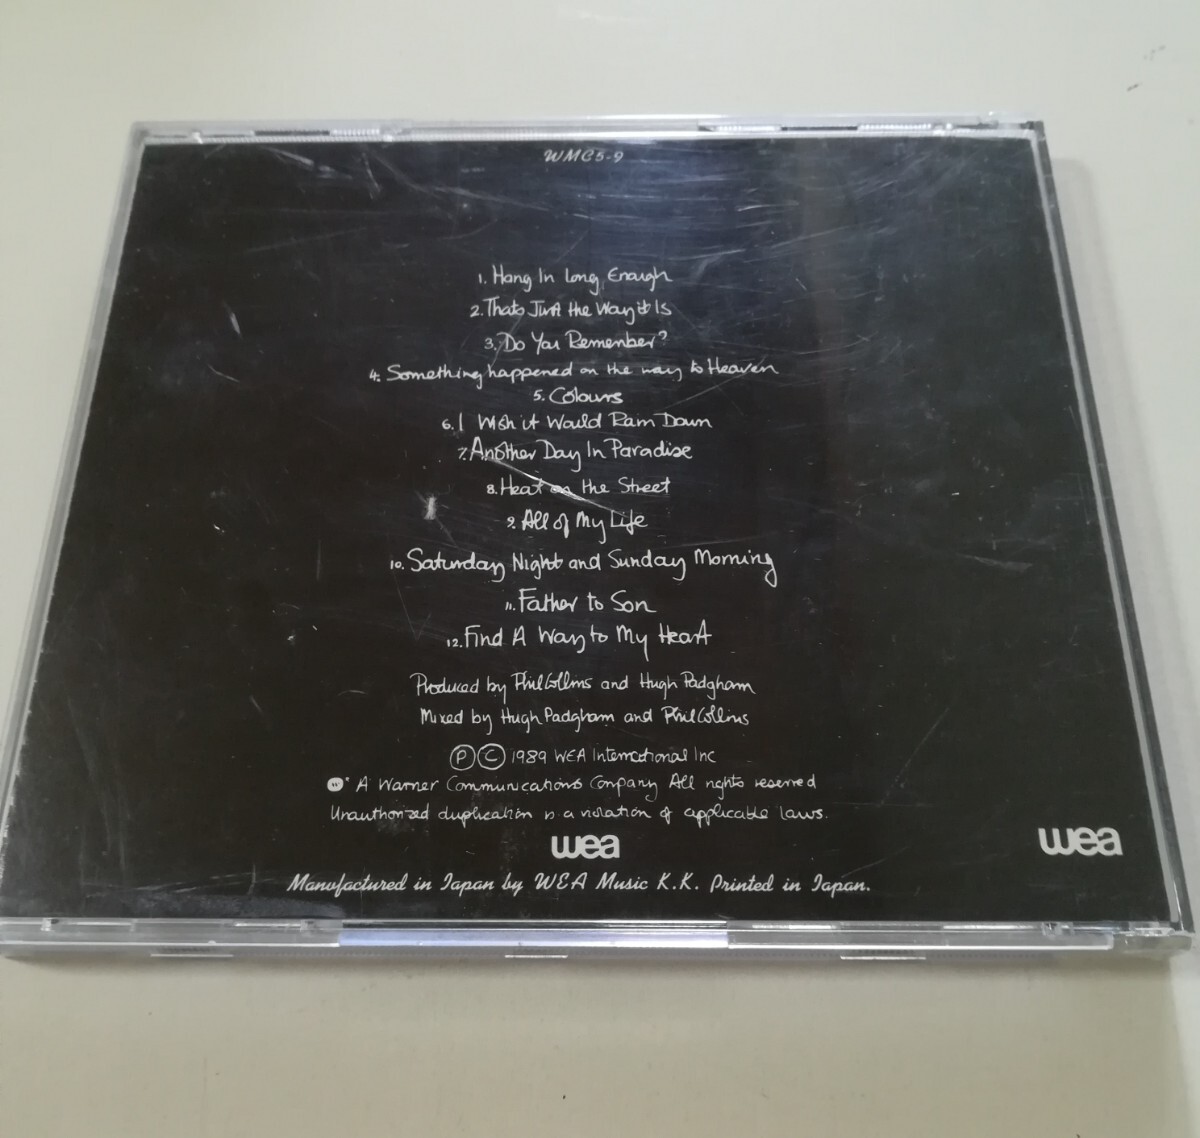 WMC5-9
1. Hang In Long Enough
2. Thats Just the Way it Is
3. Do You Remember?
4. Something happened on the way to Heaven
5. Colours
6. I Wish it Would Rain Down
7. Another Day In Paradise
8. Heat on the Street
9. All of My Life
10. Saturday Night and Sunday Morning
11. Father to Son
12. Find A Way to My Heart
Produced by Phil Collins and Hugh Padgham
Mixed by Hugh Padgham and Phil Collins
Ⓟ Ⓒ 1989 WEA International Inc
A Warner Communications Company All rights reserved
Unauthorized duplication is a violation of applicable laws.
wea
wea
Manufactured in Japan by WEA Music K.K. Printed in Japan.